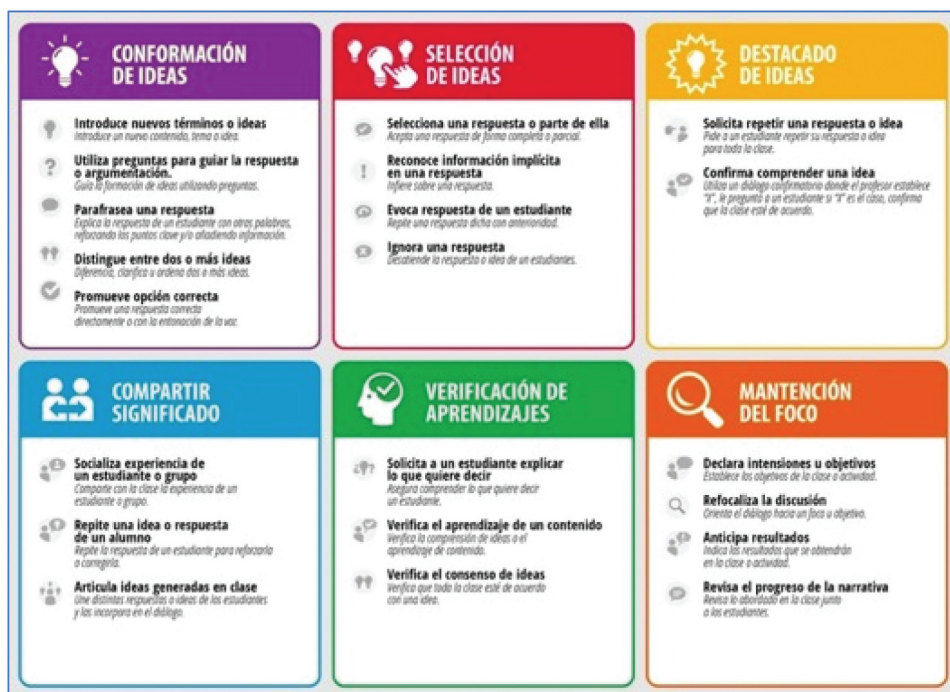 CONFORMACIÓN
DE IDEAS
Introduce nuevos términos o ideas
Introduce un nuevo contenido, tema o idea.
Utiliza preguntas para guiar la respuesta
o argumentación.
Guía la formación de ideas utilizando preguntas.
Parafrasea una respuesta
Explica la respuesta de un estudiante con otras palabras,
reforzando los puntos clave y/o añadiendo información.
Distingue entre dos o más ideas
Diferencia, clarifica u ordena dos o más ideas.
Promueve opción correcta
Promueve una respuesta correcta
directamente o con la entonación de la voz.
SELECCIÓN
DE IDEAS
Selecciona una respuesta o parte de ella
Acepta una respuesta de forma completa o parcial.
Reconoce información implícita
en una respuesta
Infiere sobre una respuesta.
Evoca respuesta de un estudiante
Repite una respuesta dicha con anterioridad.
Ignora una respuesta
Desatiende la respuesta o idea de un estudiantes.
DESTACADO
DE IDEAS
Solicita repetir una respuesta o idea
Pide a un estudiante repetir su respuesta o idea
para toda la clase.
Confirma comprender una idea
Utiliza un diálogo confirmatorio donde el profesor establece
"X", le pregunta a un estudiante si "X" es el caso, confirma
que la clase esté de acuerdo.
COMPARTIR
SIGNIFICADO
Socializa experiencia de
un estudiante o grupo
Comparte con la clase la experiencia de un
estudiante o grupo.
Repite una idea o respuesta
de un alumno
Repite la respuesta de un estudiante para reforzarla
o corregirla.
Articula ideas generadas en clase
Une distintas respuestas o ideas de los estudiantes
y las incorpora en el diálogo.
VERIFICACIÓN DE
APRENDIZAJES
Solicita a un estudiante explicar
lo que quiere decir
Asegura comprender lo que quiere decir
un estudiante.
Verifica el aprendizaje de un contenido
Verifica la comprensión de ideas o el
aprendizaje de contenido.
Verifica el consenso de ideas
Verifica que toda la clase esté de acuerdo
con una idea.
MANTENCIÓN
DEL FOCO
Declara intensiones u objetivos
Establece los objetivos de la clase o actividad.
Refocaliza la discusión
Orienta el diálogo hacia un foco u objetivo.
Anticipa resultados
Indica los resultados que se obtendrán
en la clase o actividad.
Revisa el progreso de la narrativa
Revisa lo abordado en la clase junto
a los estudiantes.